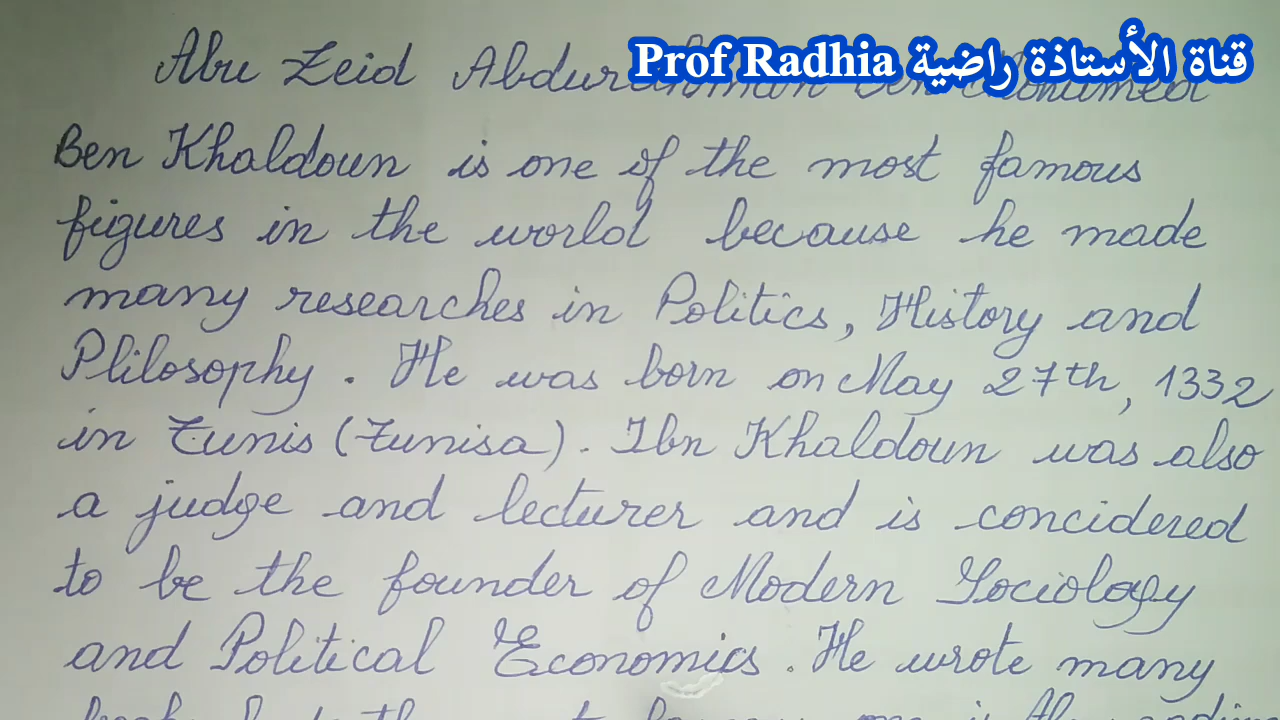 Prof Radhia قناة الأستاذة راضية
Abu Zeid Abdurahman Ben Mohamed
Ben Khaldoun is one of the most famous
figures in the world because he made
many researches in Politics, History and
Plilosophy. He was born on May 27th, 1332
in Tunis (Tunisa). Ibn Khaldoun was also
a judge and lecturer and is concidered
to be the founder of Modern Sociology
and Political Economics. He wrote many